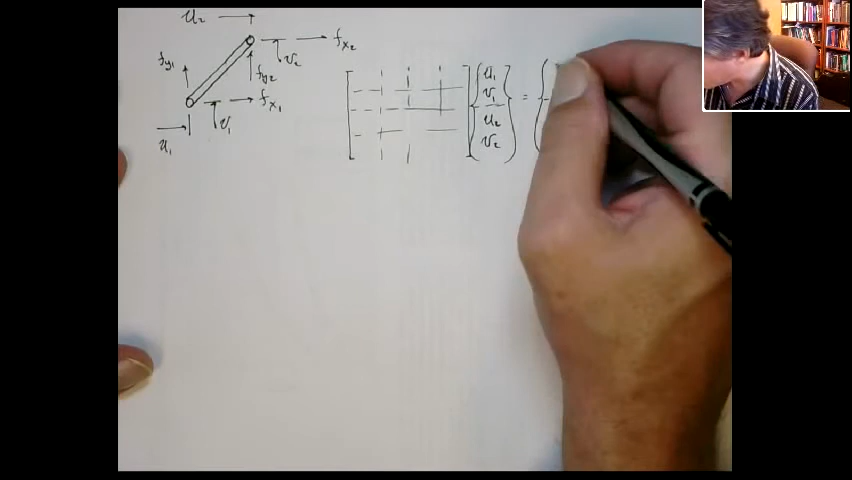 u₂
f_x₂
v₂
f_y₁
f_y₂
f_x₁
v₁
u₁
u₁
v₁
=
u₂
v₂